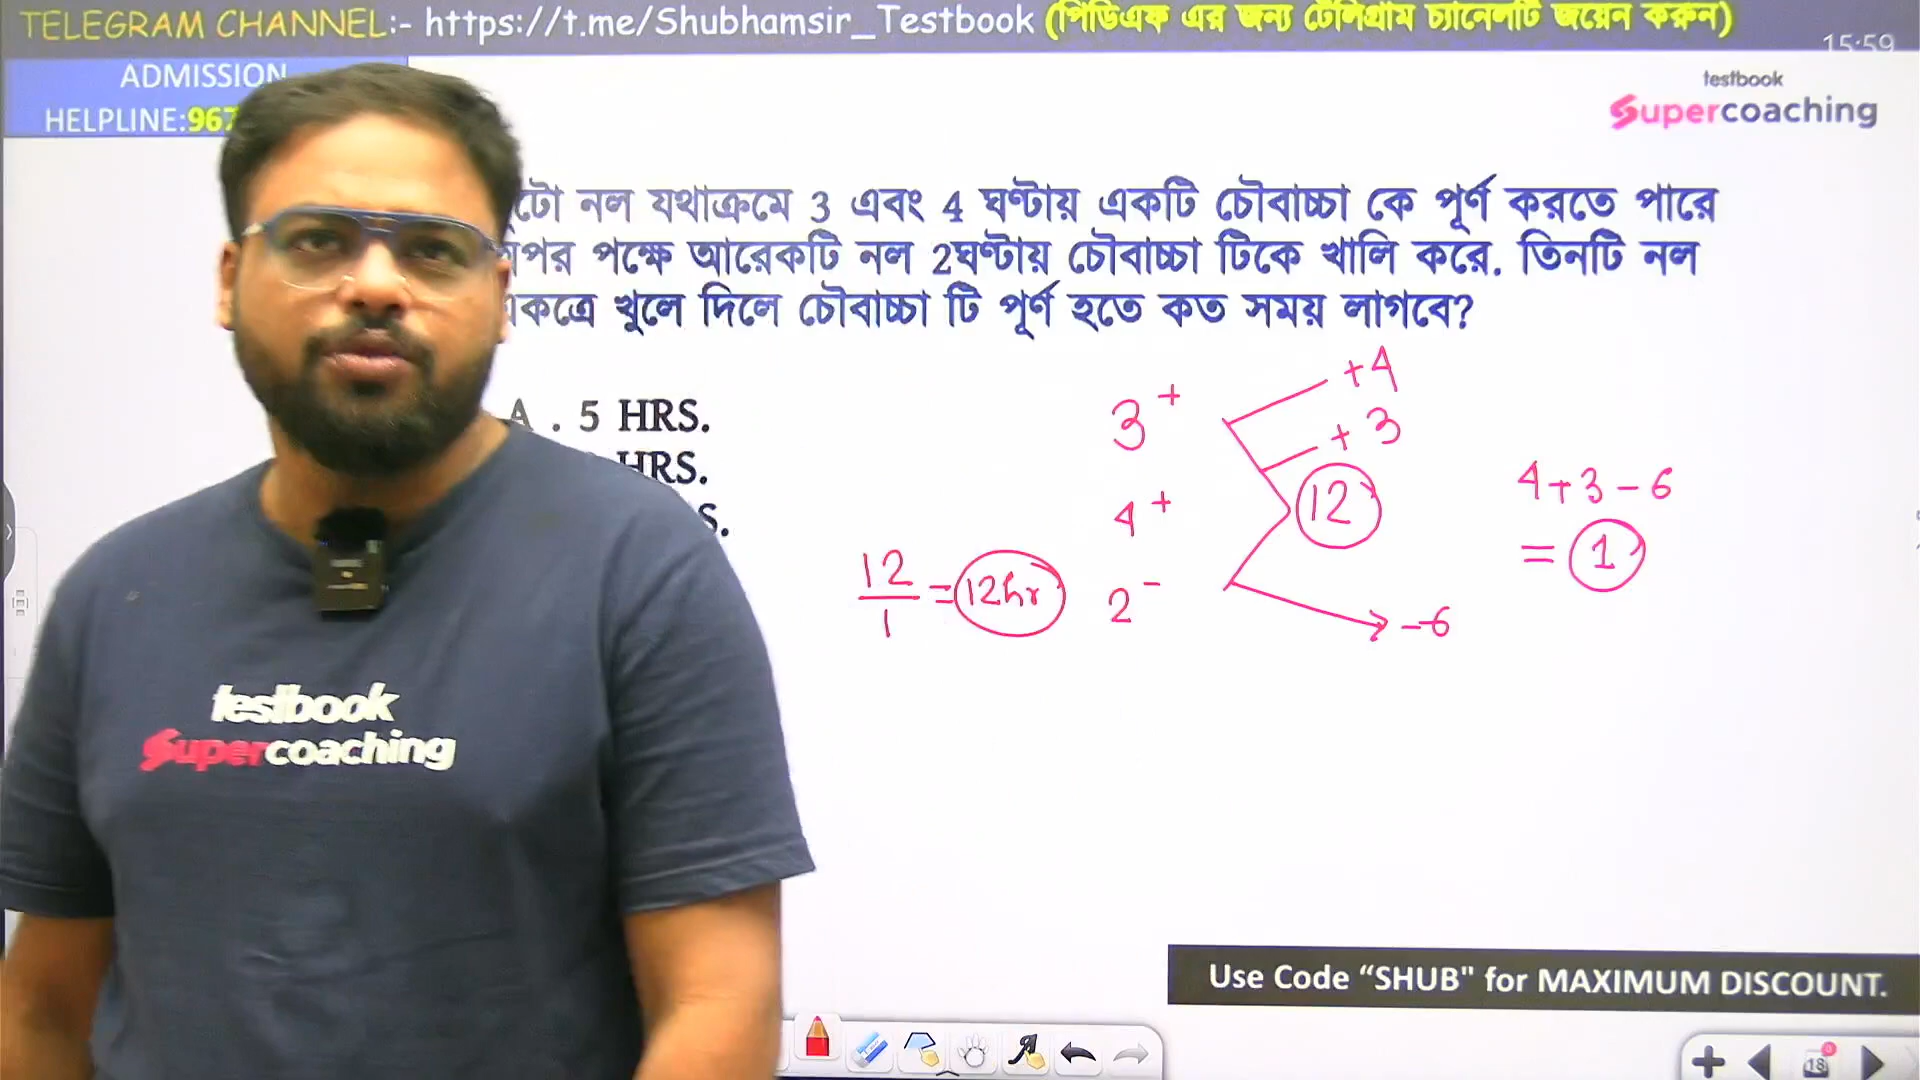 TELEGRAM CHANNEL:- https://t.me/Shubhamsir_Testbook (পিডিএফ এর জন্য টেলিগ্রাম চ্যানেলটি জয়েন করুন)
15:59
ADMISSION
HELPLINE:967
testbook
Supercoaching
নল যথাক্রমে 3 এবং 4 ঘণ্টায় একটি চৌবাচ্চা কে পূর্ণ করতে পারে
পক্ষে আরেকটি নল 2ঘণ্টায় চৌবাচ্চা টিকে খালি করে. তিনটি নল
খুলে দিলে চৌবাচ্চা টি পূর্ণ হতে কত সময় লাগবে?
A . 5 HRS.
HRS.
S.
3 +
4 +
2 -
+4
+ 3
12
-6
4+3-6
= 1
12/1 = 12hr
testbook
Supercoaching
Use Code “SHUB" for MAXIMUM DISCOUNT.
18